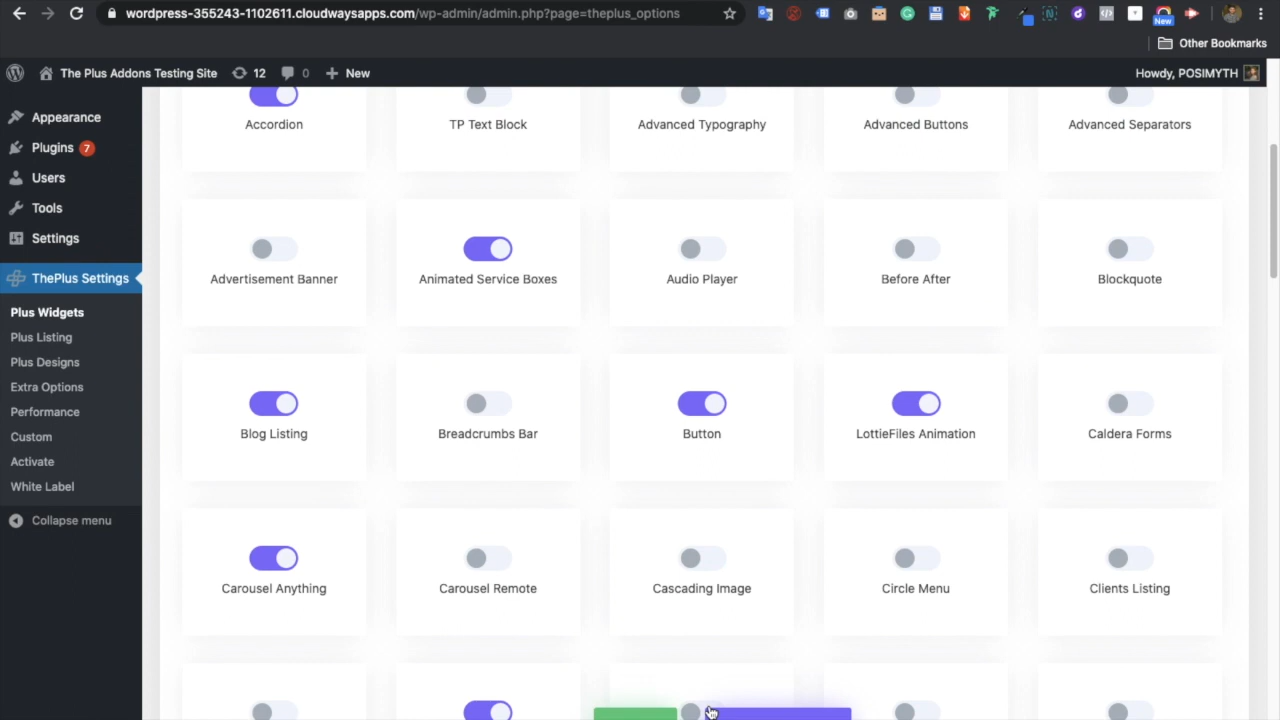 wordpress-355243-1102611.cloudwaysapps.com/wp-admin/admin.php?page=theplus_options
New
Other Bookmarks
The Plus Addons Testing Site 12 0 New Howdy, POSIMYTH
Appearance
Plugins 7
Users
Tools
Settings
ThePlus Settings
Plus Widgets
Plus Listing
Plus Designs
Extra Options
Performance
Custom
Activate
White Label
Collapse menu
Accordion TP Text Block Advanced Typography Advanced Buttons Advanced Separators
Advertisement Banner Animated Service Boxes Audio Player Before After Blockquote
Blog Listing Breadcrumbs Bar Button LottieFiles Animation Caldera Forms
Carousel Anything Carousel Remote Cascading Image Circle Menu Clients Listing